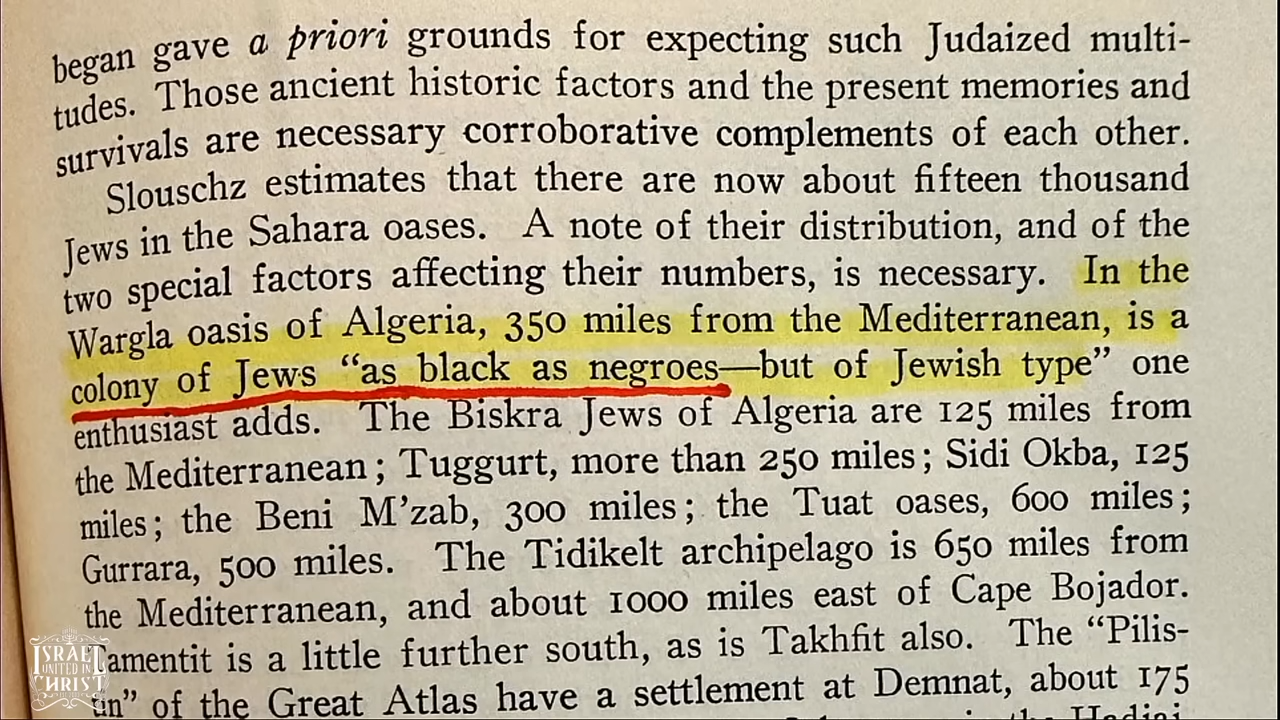 began gave a priori grounds for expecting such Judaized multi-
tudes. Those ancient historic factors and the present memories and
survivals are necessary corroborative complements of each other.
Slouschz estimates that there are now about fifteen thousand
Jews in the Sahara oases. A note of their distribution, and of the
two special factors affecting their numbers, is necessary. In the
Wargla oasis of Algeria, 350 miles from the Mediterranean, is a
colony of Jews “as black as negroes—but of Jewish type” one
enthusiast adds. The Biskra Jews of Algeria are 125 miles from
the Mediterranean; Tuggurt, more than 250 miles; Sidi Okba, 125
miles; the Beni M’zab, 300 miles; the Tuat oases, 600 miles;
Gurrara, 500 miles. The Tidikelt archipelago is 650 miles from
the Mediterranean, and about 1000 miles east of Cape Bojador.
amentit is a little further south, as is Takhfit also. The “Pilis-
of the Great Atlas have a settlement at Demnat, about 175
in the
ISRAEL
UNITED IN
CHRIST